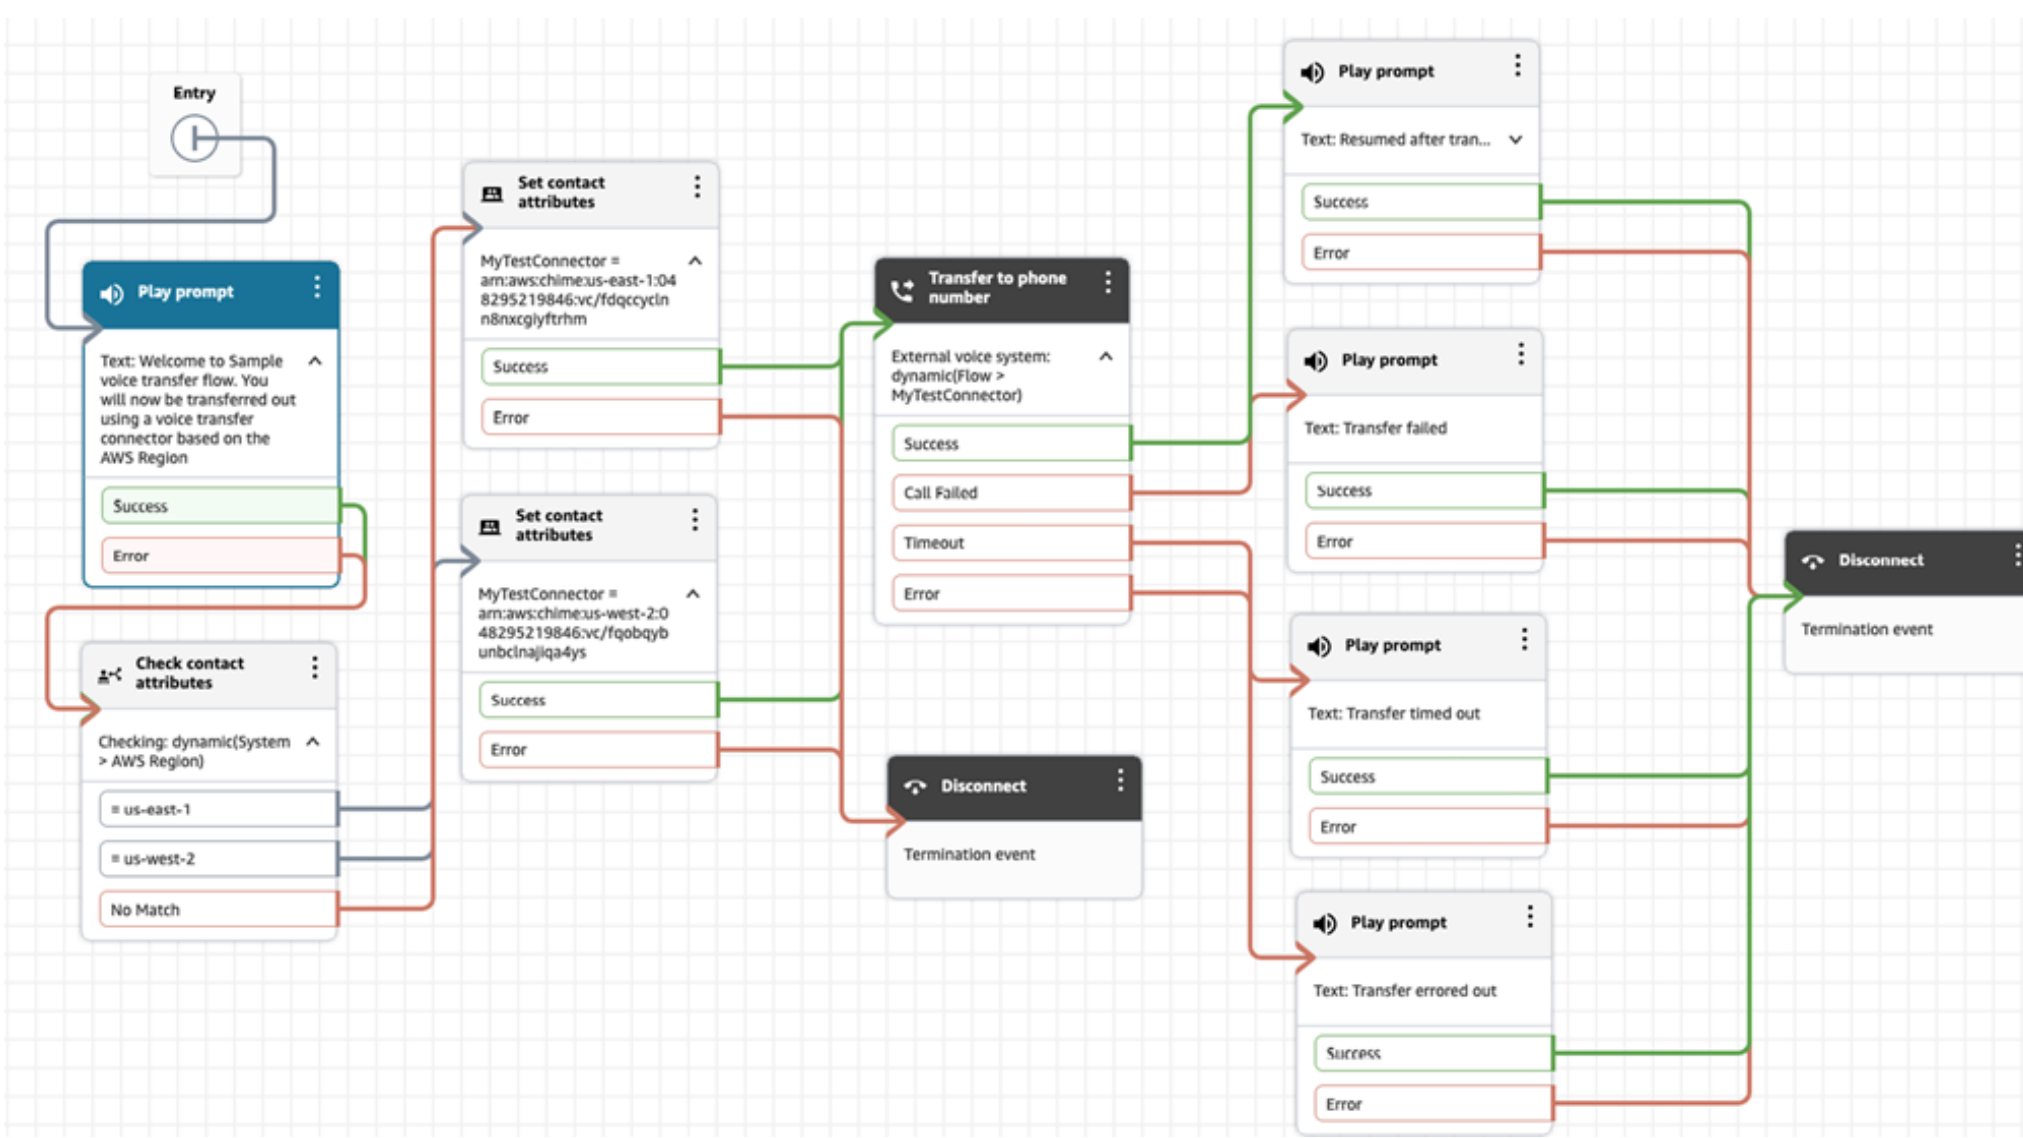 Entry
Play prompt
Text: Welcome to Sample
voice transfer flow. You
will now be transferred out
using a voice transfer
connector based on the
AWS Region
Success
Error
Check contact
attributes
Checking: dynamic(System
> AWS Region)
= us-east-1
= us-west-2
No Match
Set contact
attributes
MyTestConnector =
arn:aws:chime:us-east-1:04
8295219846:vc/fdqccycln
n8nxcgiyftrhm
Success
Error
Set contact
attributes
MyTestConnector =
arn:aws:chime:us-west-2:0
48295219846:vc/fqobqyb
unbclnajiqa4ys
Success
Error
Transfer to phone
number
External voice system:
dynamic(Flow >
MyTestConnector)
Success
Call Failed
Timeout
Error
Disconnect
Termination event
Play prompt
Text: Resumed after tran...
Success
Error
Play prompt
Text: Transfer failed
Success
Error
Play prompt
Text: Transfer timed out
Success
Error
Play prompt
Text: Transfer errored out
Success
Error
Disconnect
Termination event